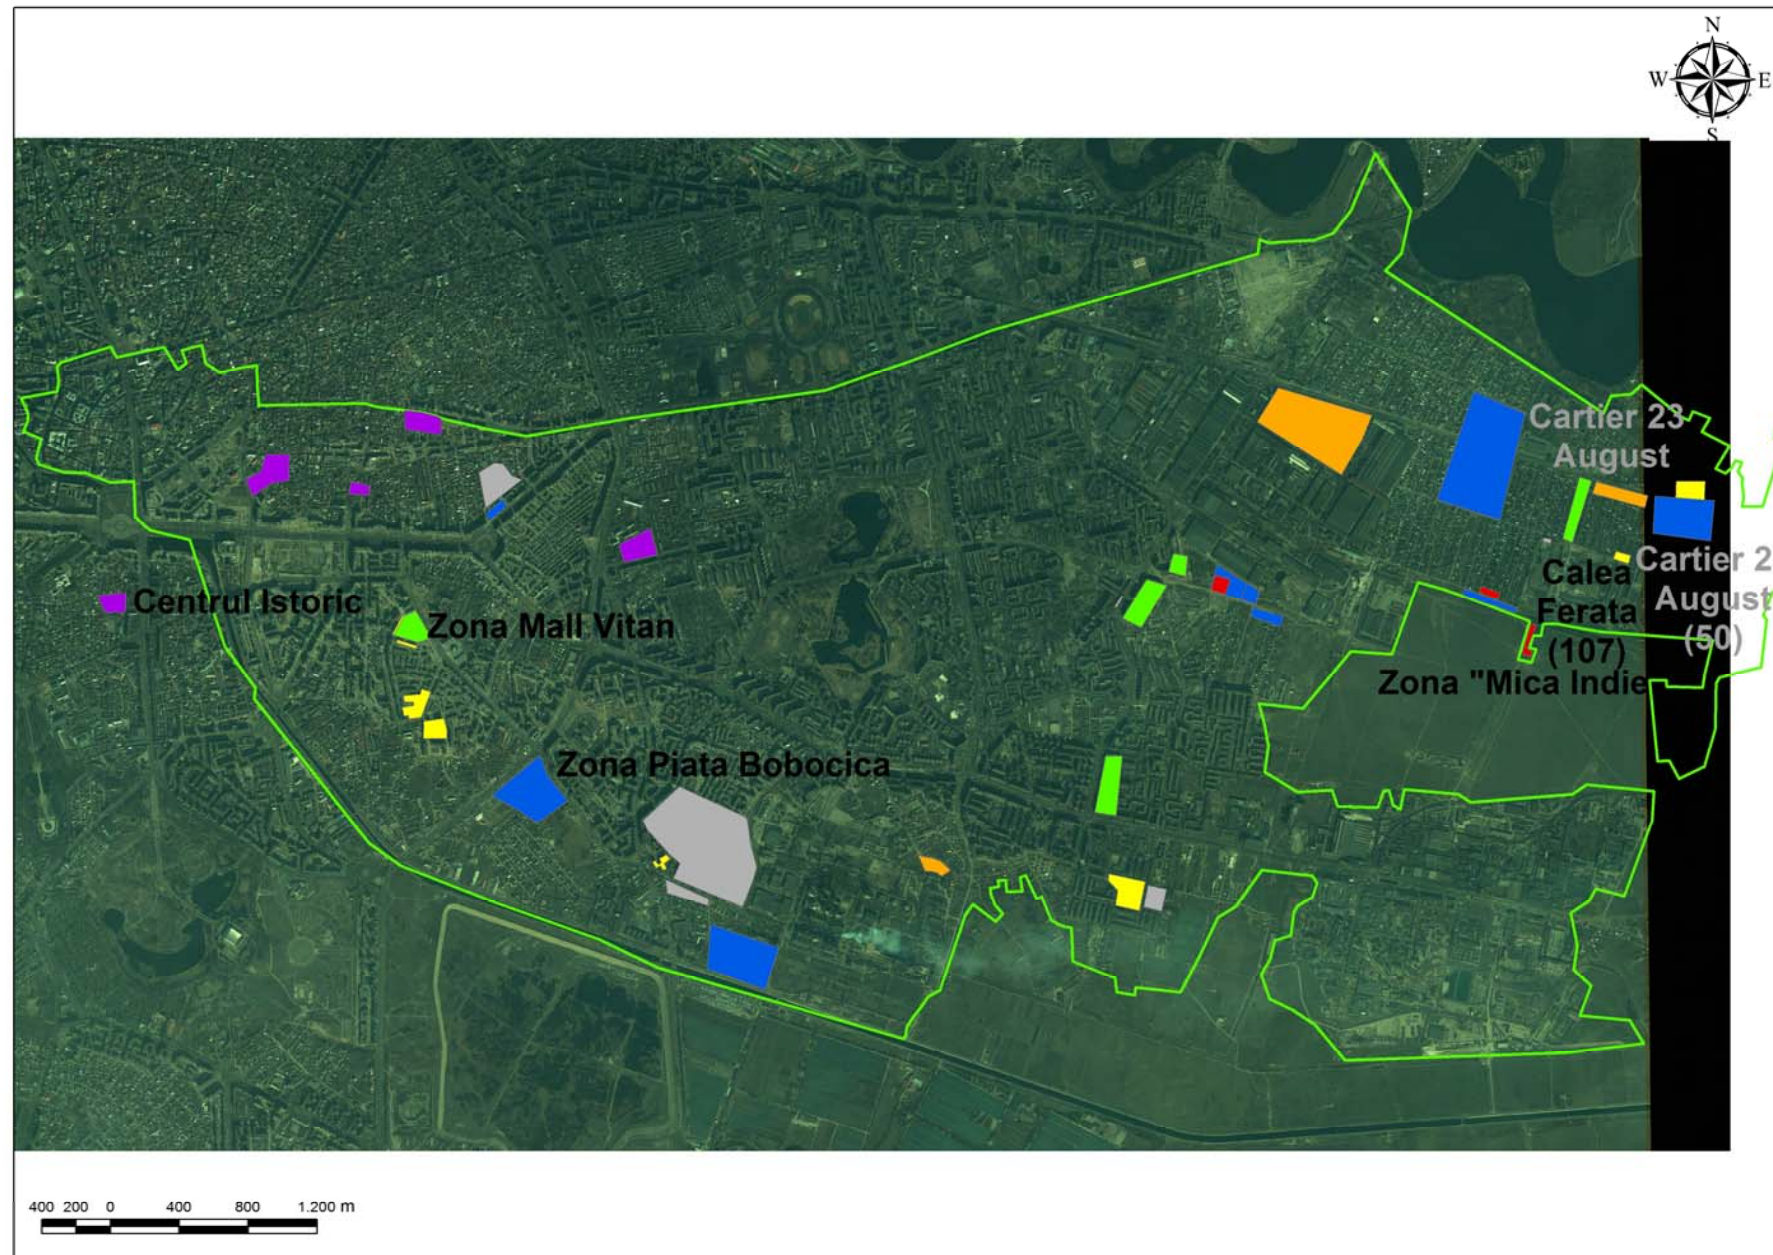 N
W E
S
Cartier 23
August
Cartier 2
August
(50)
Calea
Ferata
(107)
Centrul Istoric
Zona Mall Vitan
Zona "Mica Indie
Zona Piata Bobocica
400 200 0 400 800 1.200 m